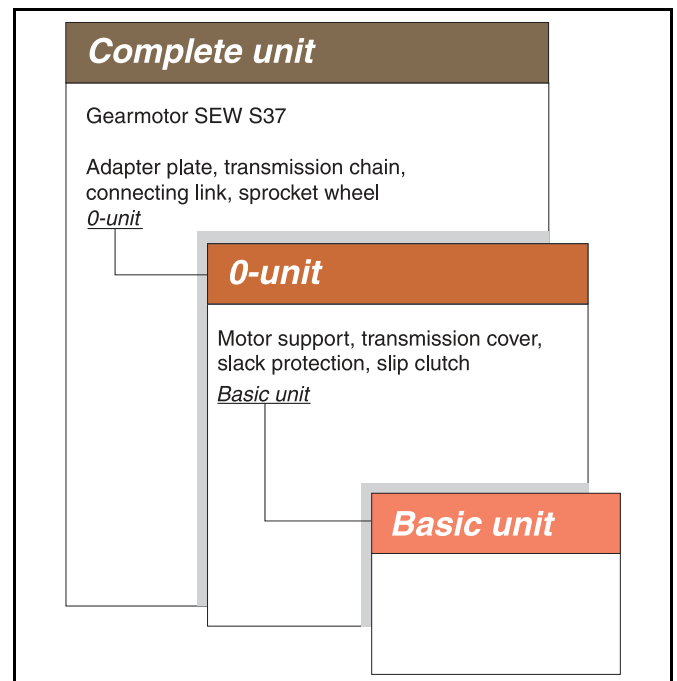 Complete unit
Gearmotor SEW S37
Adapter plate, transmission chain,
connecting link, sprocket wheel
0-unit
0-unit
Motor support, transmission cover,
slack protection, slip clutch
Basic unit
Basic unit